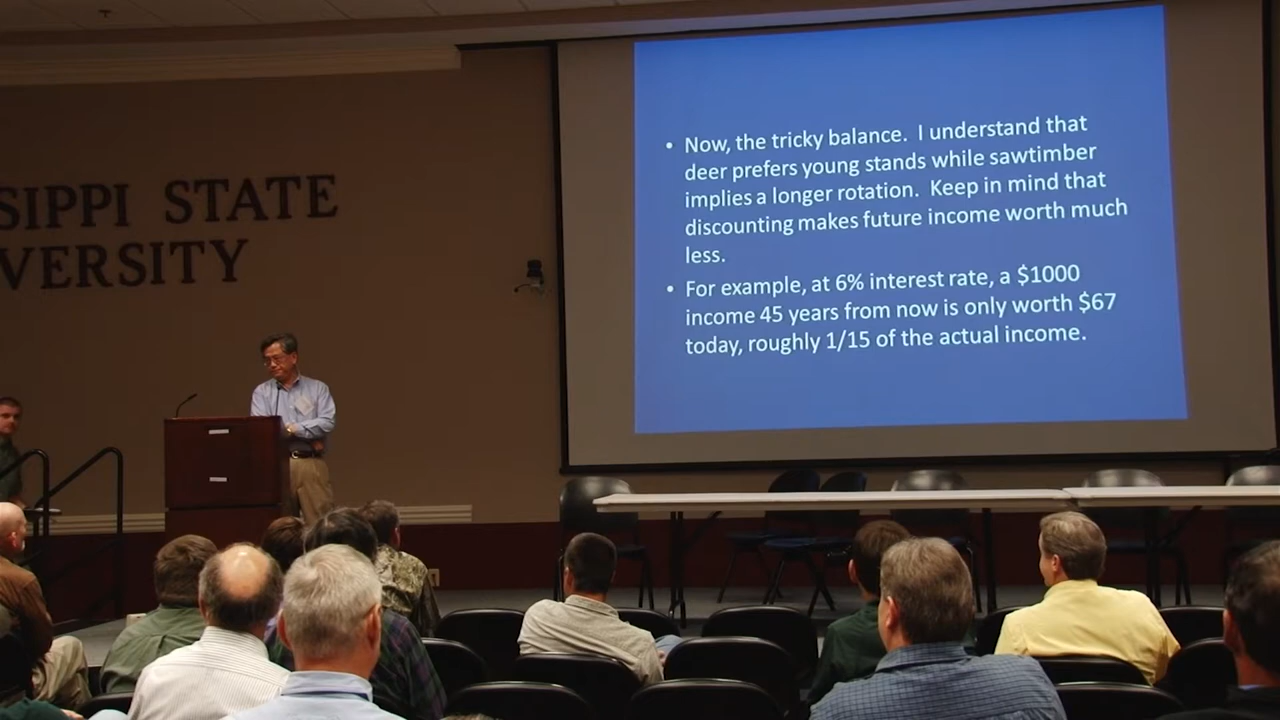 SIPPI STATE
VERSITY
• Now, the tricky balance. I understand that
deer prefers young stands while sawtimber
implies a longer rotation. Keep in mind that
discounting makes future income worth much
less.
• For example, at 6% interest rate, a $1000
income 45 years from now is only worth $67
today, roughly 1/15 of the actual income.